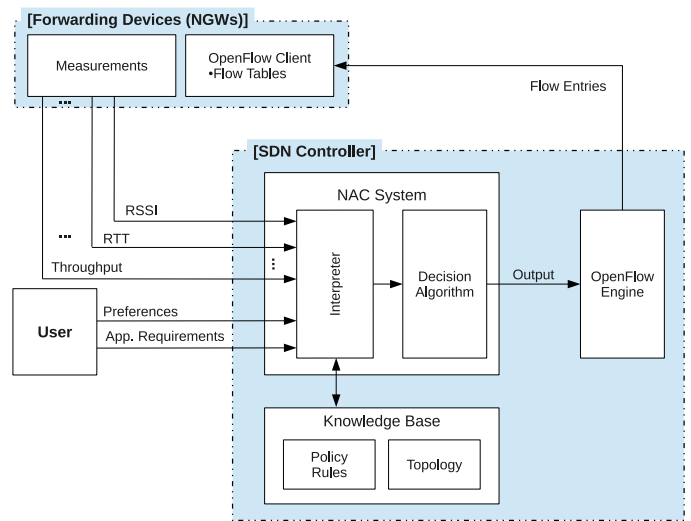 [Forwarding Devices (NGWs)]
Measurements
OpenFlow Client
•Flow Tables
...
Flow Entries
[SDN Controller]
NAC System
RSSI
...
RTT
...
Throughput
Interpreter
Decision
Algorithm
Output
OpenFlow
Engine
User
Preferences
App. Requirements
Knowledge Base
Policy
Rules
Topology